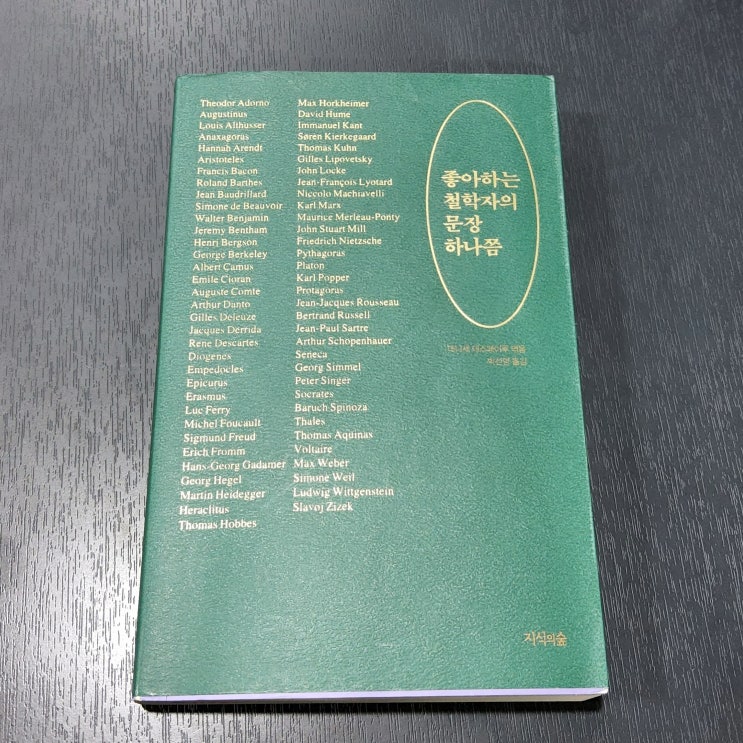 Theodor Adorno
Augustinus
Louis Althusser
Anaxagoras
Hannah Arendt
Aristoteles
Francis Bacon
Roland Barthes
Jean Baudrillard
Simone de Beauvoir
Walter Benjamin
Jeremy Bentham
Henri Bergson
George Berkeley
Albert Camus
Emile Cioran
Auguste Comte
Arthur Danto
Gilles Deleuze
Jacques Derrida
Rene Descartes
Diogenes
Empedocles
Epicurus
Erasmus
Luc Ferry
Michel Foucault
Sigmund Freud
Erich Fromm
Hans-Georg Gadamer
Georg Hegel
Martin Heidegger
Heraclitus
Thomas Hobbes
Max Horkheimer
David Hume
Immanuel Kant
Søren Kierkegaard
Thomas Kuhn
Gilles Lipovetsky
John Locke
Jean-François Lyotard
Niccolo Machiavelli
Karl Marx
Maurice Merleau-Ponty
John Stuart Mill
Friedrich Nietzsche
Pythagoras
Platon
Karl Popper
Protagoras
Jean-Jacques Rousseau
Bertrand Russell
Jean-Paul Sartre
Arthur Schopenhauer
Seneca
Georg Simmel
Peter Singer
Socrates
Baruch Spinoza
Thales
Thomas Aquinas
Voltaire
Max Weber
Simone Weil
Ludwig Wittgenstein
Slavoj Zizek
좋아하는
철학자의
문장
하나쯤
엮음
옮김
지석의숲